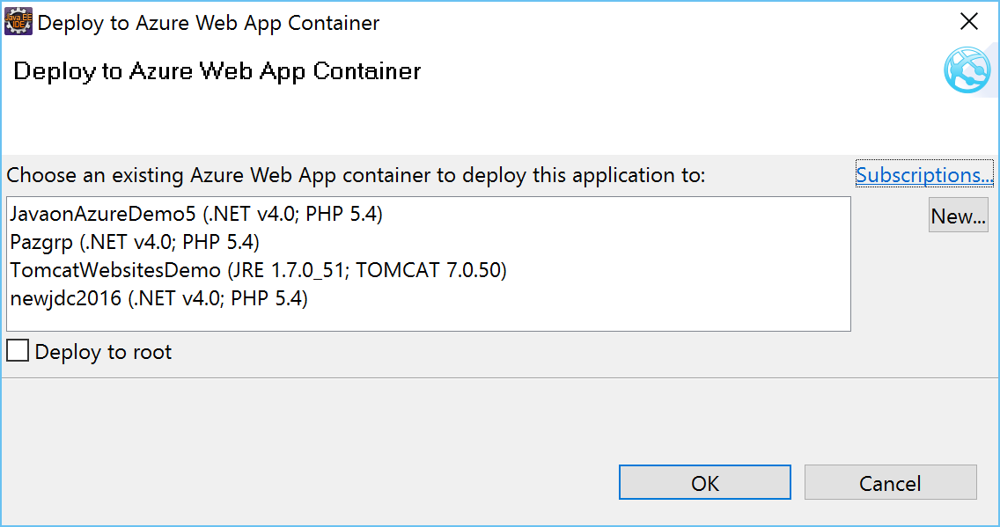 Java EE
IDE
Deploy to Azure Web App Container
Deploy to Azure Web App Container
Choose an existing Azure Web App container to deploy this application to:
Subscriptions...
JavaonAzureDemo5 (.NET v4.0; PHP 5.4)
New...
Pazgrp (.NET v4.0; PHP 5.4)
TomcatWebsitesDemo (JRE 1.7.0_51; TOMCAT 7.0.50)
newjdc2016 (.NET v4.0; PHP 5.4)
Deploy to root
OK
Cancel